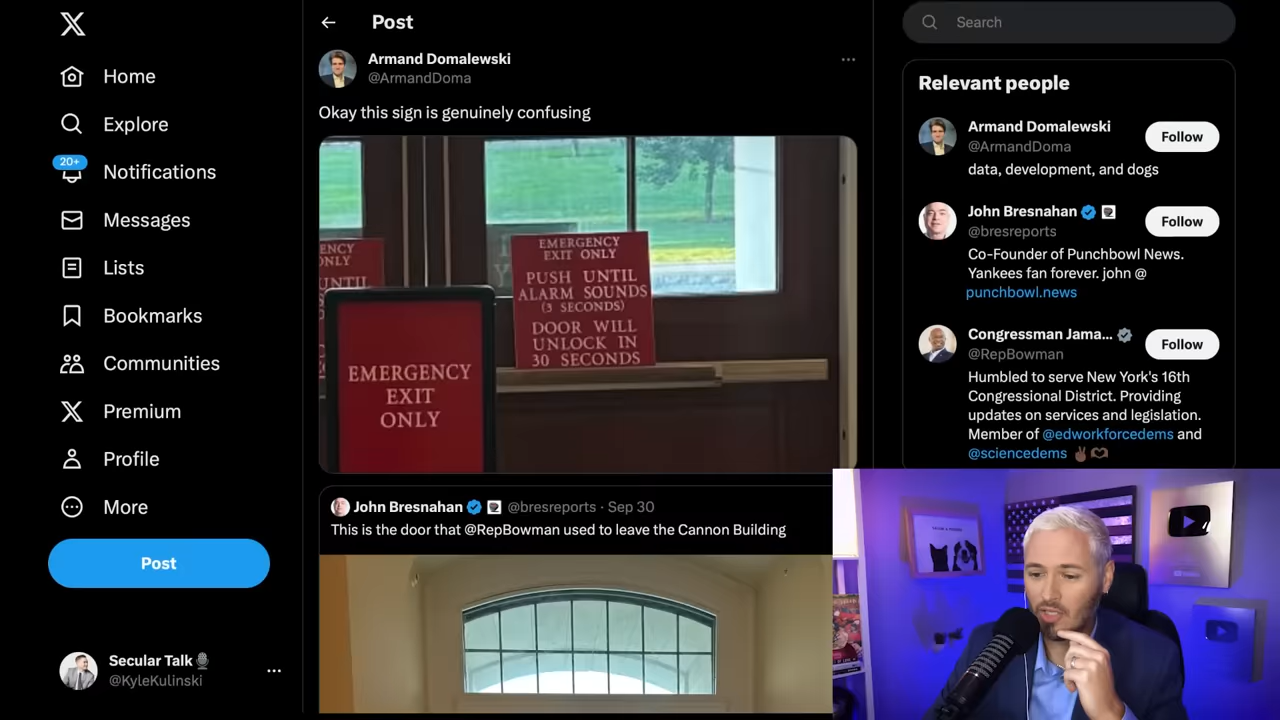 Home
Explore
20+
Notifications
Messages
Lists
Bookmarks
Communities
Premium
Profile
More
Post
Secular Talk
@KyleKulinski
Post
Armand Domalewski
@ArmandDoma
Okay this sign is genuinely confusing
ENCY
ONLY
UNTIL
EMERGENCY
EXIT ONLY
PUSH UNTIL
ALARM SOUNDS
(3 SECONDS)
DOOR WILL
UNLOCK IN
30 SECONDS
EMERGENCY
EXIT
ONLY
John Bresnahan @bresreports · Sep 30
This is the door that @RepBowman used to leave the Cannon Building
Search
Relevant people
Armand Domalewski
@ArmandDoma
Follow
data, development, and dogs
John Bresnahan
@bresreports
Follow
Co-Founder of Punchbowl News.
Yankees fan forever. john @
punchbowl.news
Congressman Jama...
@RepBowman
Follow
Humbled to serve New York's 16th
Congressional District. Providing
updates on services and legislation.
Member of @edworkforcedems and
@sciencedems